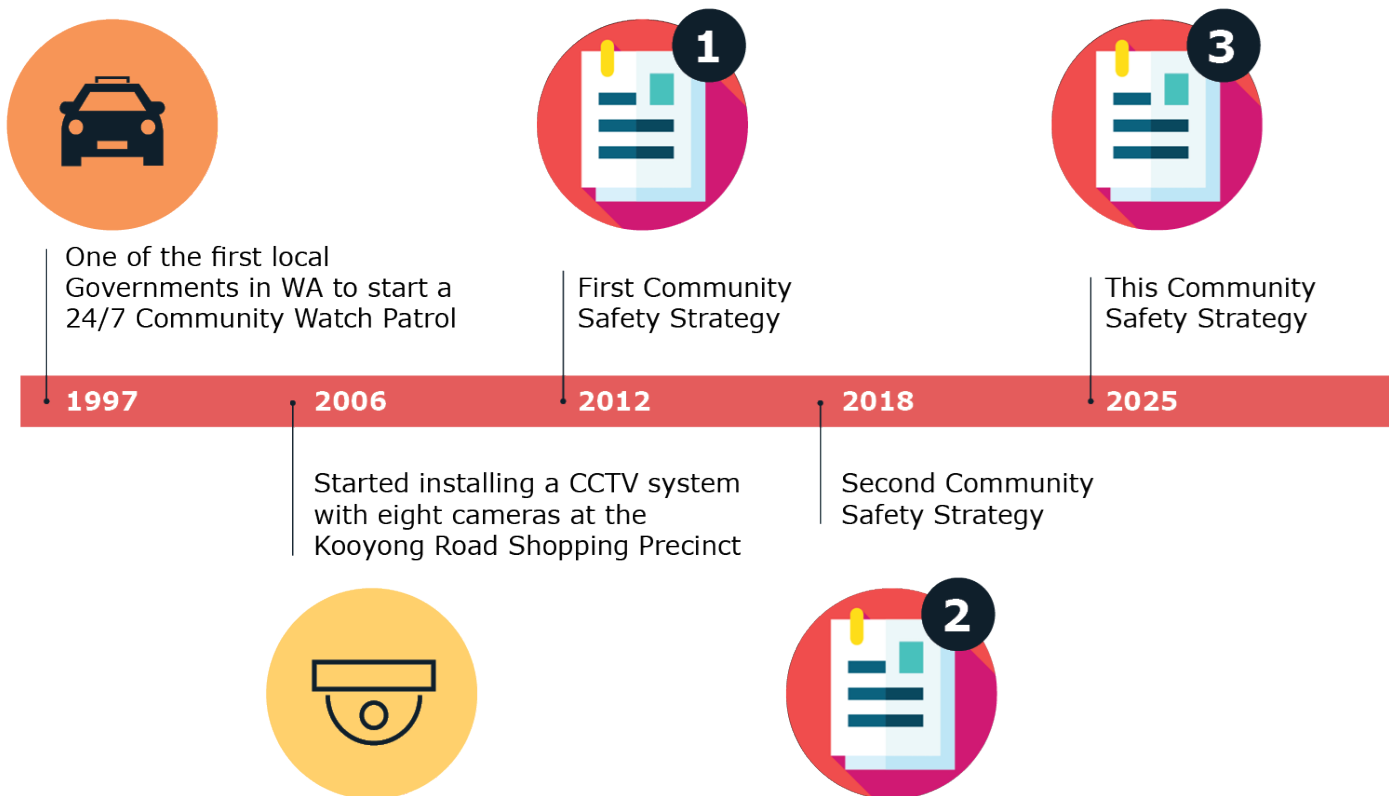 1
3
One of the first local
Governments in WA to start a
24/7 Community Watch Patrol
First Community
Safety Strategy
This Community
Safety Strategy
1997
2006
2012
2018
2025
Started installing a CCTV system
with eight cameras at the
Kooyong Road Shopping Precinct
Second Community
Safety Strategy
2